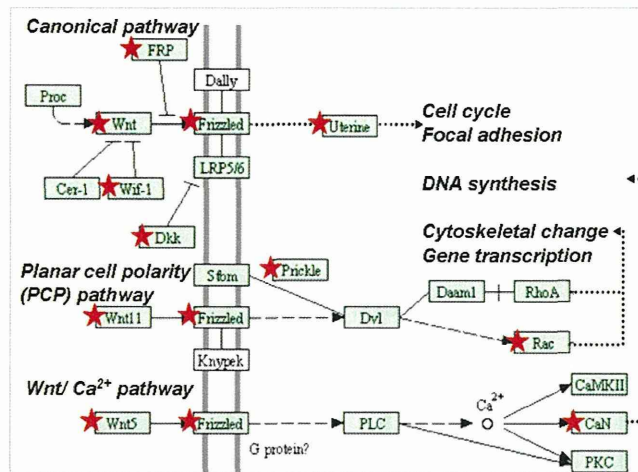 Canonical pathway
FRP
Dally
Proc
Wnt
Frizzled
Uterine
Cell cycle
Focal adhesion
LRP5/6
Cer-1
Wif-1
DNA synthesis
Dkk
Cytoskeletal change
Gene transcription
Planar cell polarity
(PCP) pathway
Stbm
Prickle
Daam1
RhoA
Wnt11
Frizzled
Dvl
Rac
Knypek
Wnt/ Ca²⁺ pathway
CaMKII
Ca²⁺
Wnt5
Frizzled
PLC
CaN
G protein?
PKC